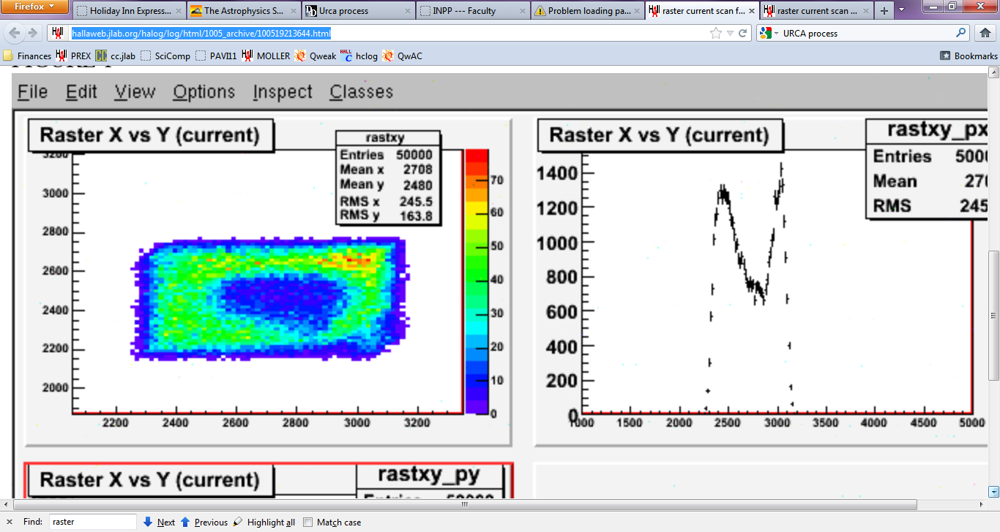 Firefox
Holiday Inn Express...
The Astrophysics S...
Urca process
INPP --- Faculty
Problem loading pa...
raster current scan f...
raster current scan ...
hallaweb.jlab.org/halog/log/html/1005_archive/100519213644.html
URCA process
Finances PREX cc.jlab SciComp PAVI11 MOLLER Qweak hclog QwAC Bookmarks
File Edit View Options Inspect Classes
Raster X vs Y (current)
rastxy
Entries 50000
Mean x 2708
Mean y 2480
RMS x 245.5
RMS y 163.8
3200
3000
2800
2600
2400
2200
2000
2200 2400 2600 2800 3000 3200
70
60
50
40
30
20
10
0
Raster X vs Y (current)
rastxy_px
Entries 500
Mean 270
RMS 245
1400
1200
1000
800
600
400
200
0
1000 1500 2000 2500 3000 3500 4000 4500 5000
Raster X vs Y (current)
rastxy_py
Entries 50000
Find: raster Next Previous Highlight all Match case